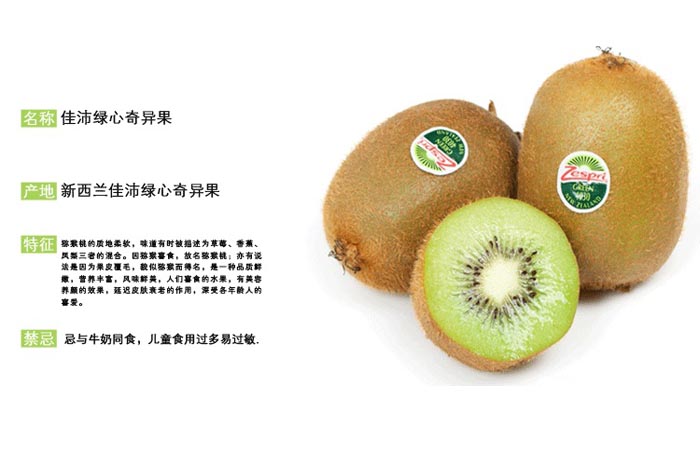 名称 佳沛绿心奇异果
产地 新西兰佳沛绿心奇异果
特征 猕猴桃的质地柔软，味道有时被描述为草莓、香蕉、
凤梨三者的混合。因猕猴喜食，故名猕猴桃；亦有说
法是因为果皮覆毛，貌似猕猴而得名，是一种品质鲜
嫩，营养丰富，风味鲜美，人们喜食的水果，有美容
养颜的效果，延迟皮肤衰老的作用，深受各年龄人的
喜爱。
禁忌 忌与牛奶同食，儿童食用过多易过敏.
Zespri
GREEN
4030
NEW ZEALAND
Zespri
GREEN
4030
NEW ZEALAND